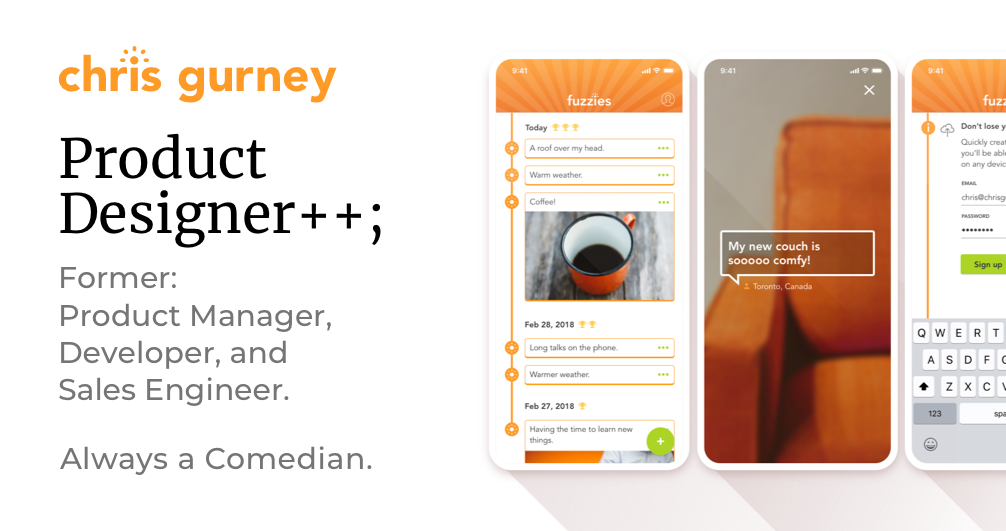 chris gurney
Product
Designer++;
Former:
Product Manager,
Developer, and
Sales Engineer.
Always a Comedian.
9:41
fuzzies
Today
A roof over my head.
Warm weather.
Coffee!
Feb 28, 2018
Long talks on the phone.
Warmer weather.
Feb 27, 2018
Having the time to learn new
things.
+
9:41
My new couch is
sooooo comfy!
Toronto, Canada
9:41
fuzz
Don't lose y
Quickly creat
you'll be able
on any devic
EMAIL
chris@chrisg
PASSWORD
Sign up
Q W E R T
A S D F G
Z X C V
123
spa